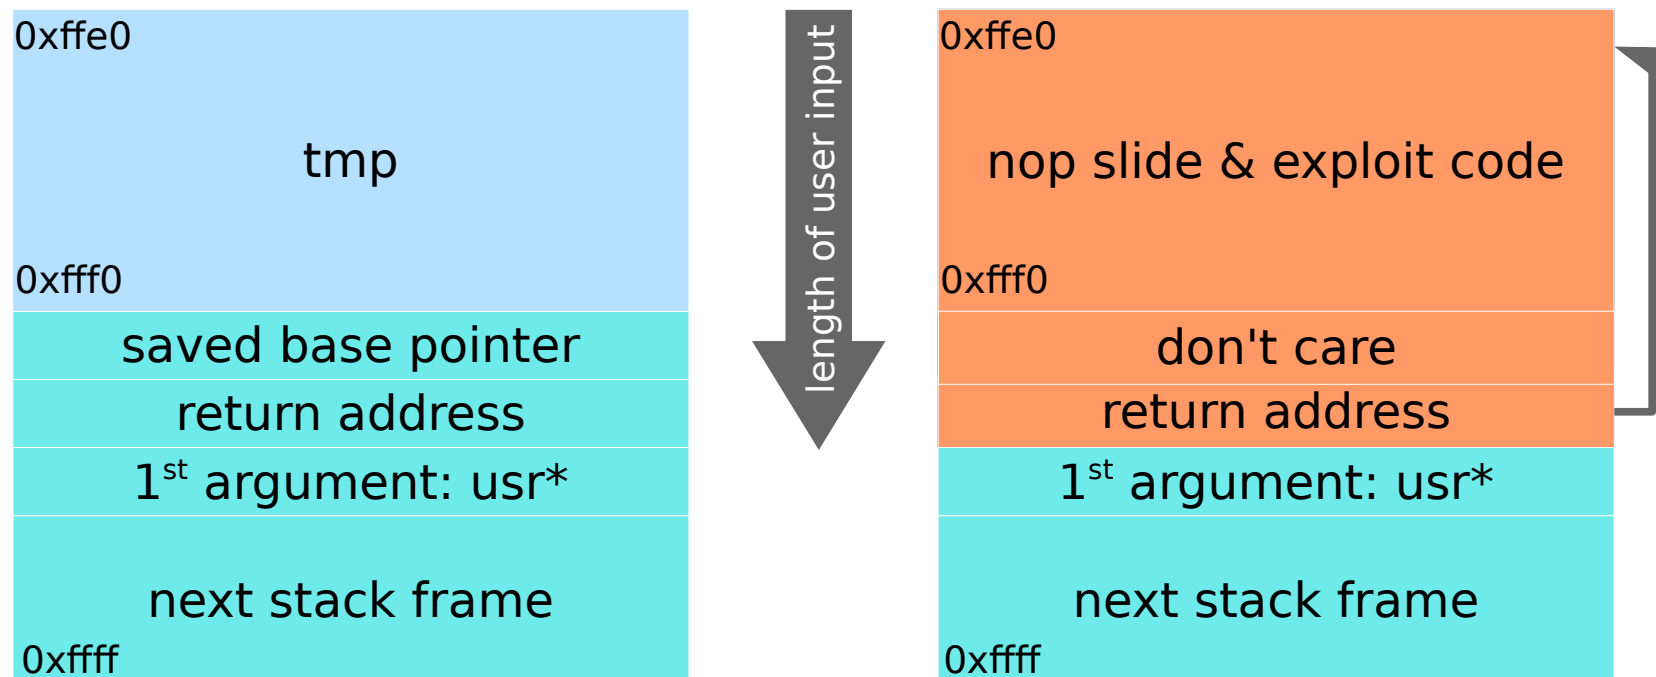 0xffe0
tmp
0xfff0
saved base pointer
return address
1st argument: usr*
next stack frame
0xffff
length of user input
0xffe0
nop slide & exploit code
0xfff0
don't care
return address
1st argument: usr*
next stack frame
0xffff